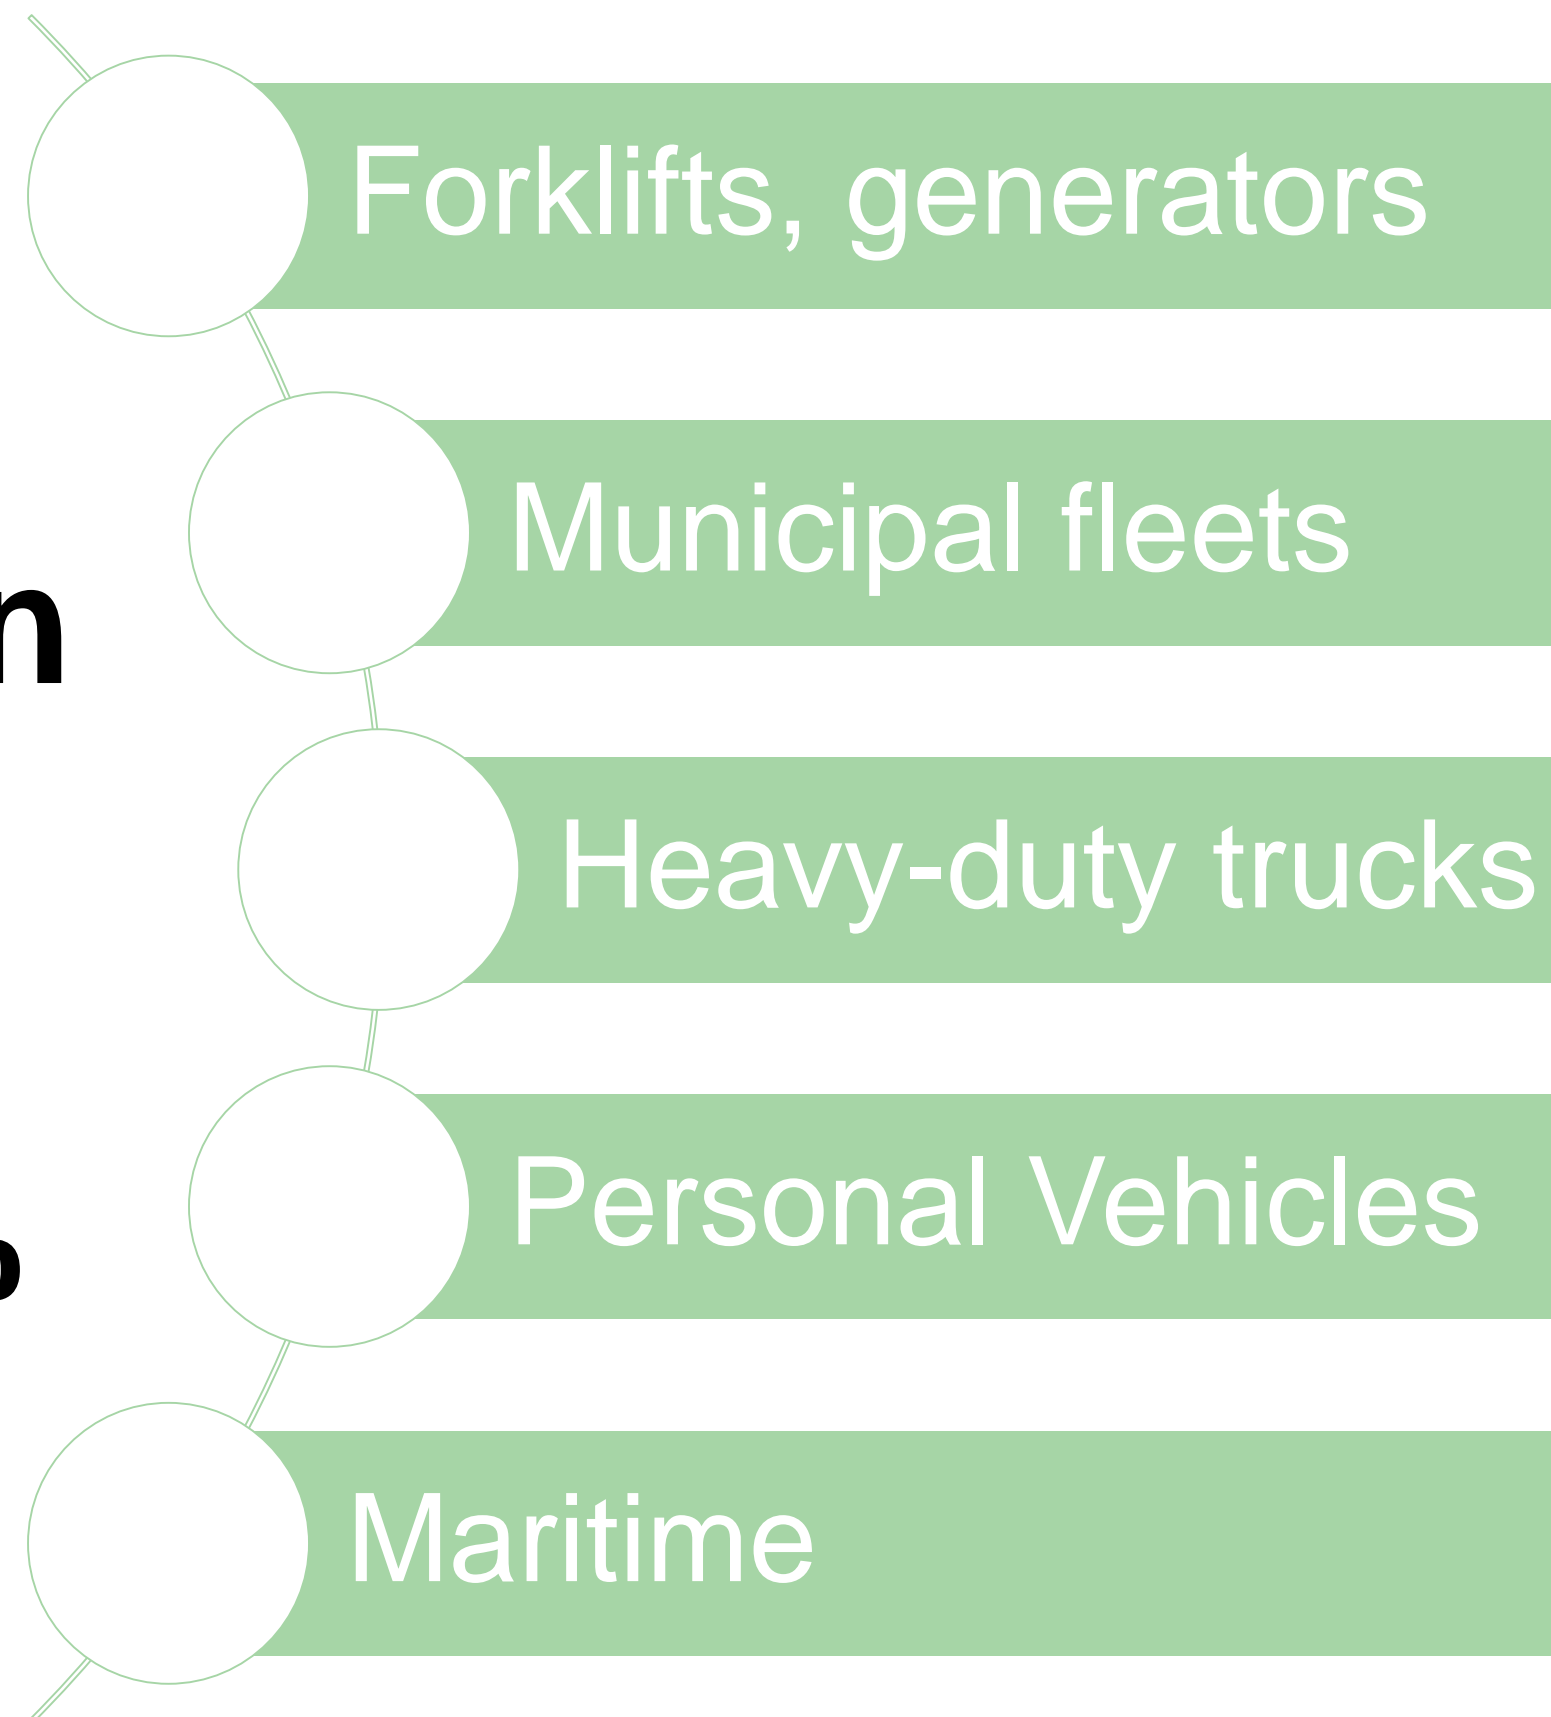 Forklifts, generators
Municipal fleets
n
Heavy-duty trucks
Personal Vehicles
Maritime